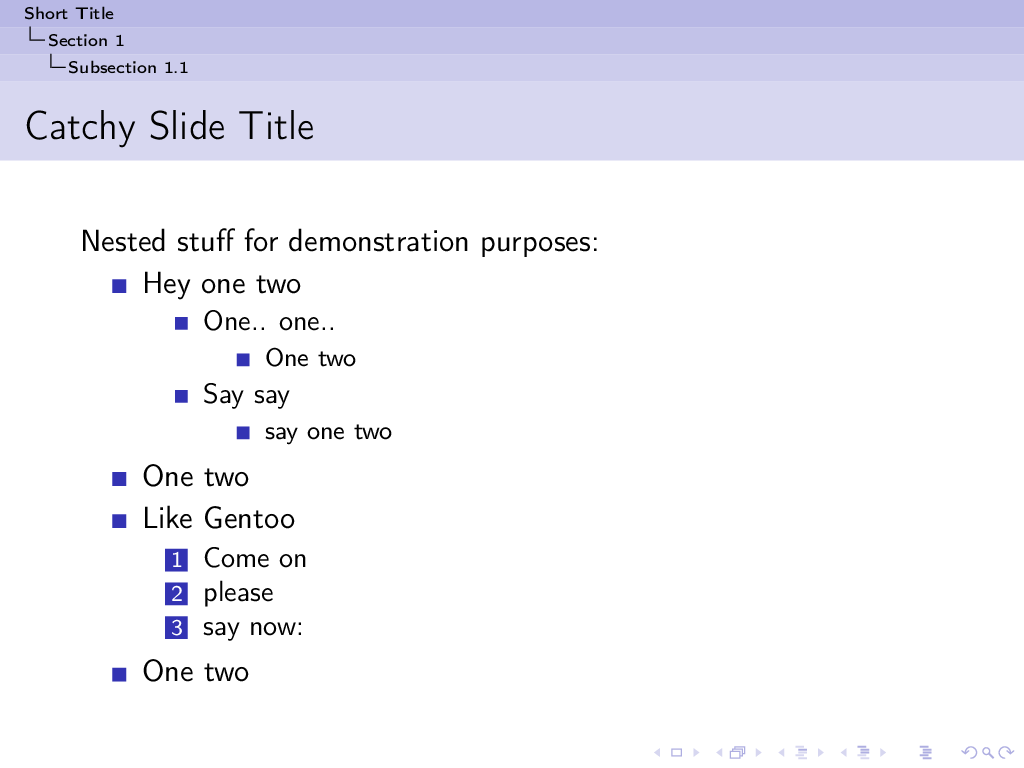 Short Title
Section 1
Subsection 1.1
Catchy Slide Title
Nested stuff for demonstration purposes:
Hey one two
One.. one..
One two
Say say
say one two
One two
Like Gentoo
1 Come on
2 please
3 say now:
One two